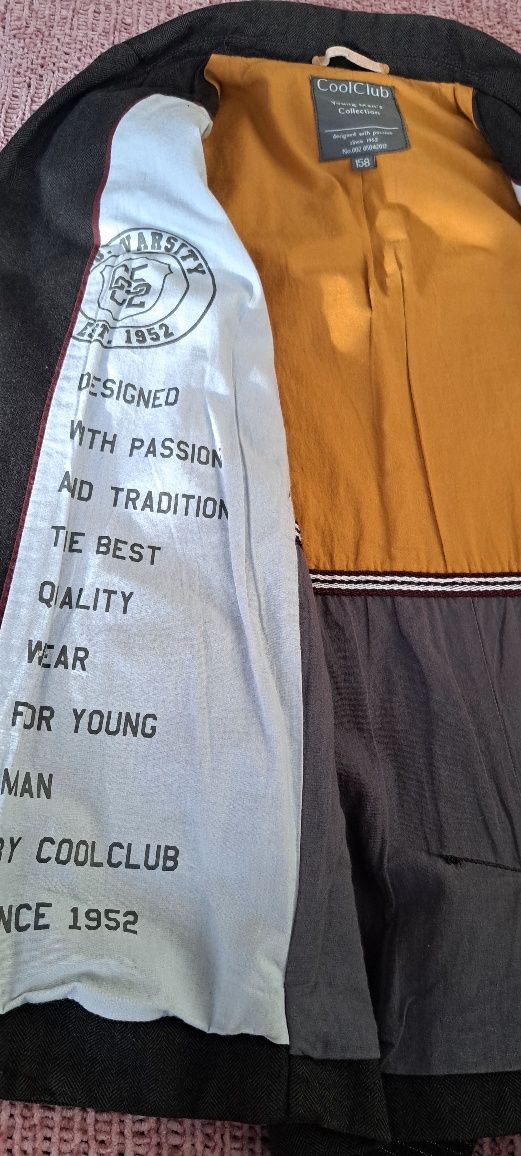 CoolClub
Young Men's
Collection
designed with passion
since 1952
158
VARSITY
EST. 1952
DESIGNED
WITH PASSION
AND TRADITION
THE BEST
QUALITY
WEAR
FOR YOUNG
MAN
BY COOLCLUB
NCE 1952